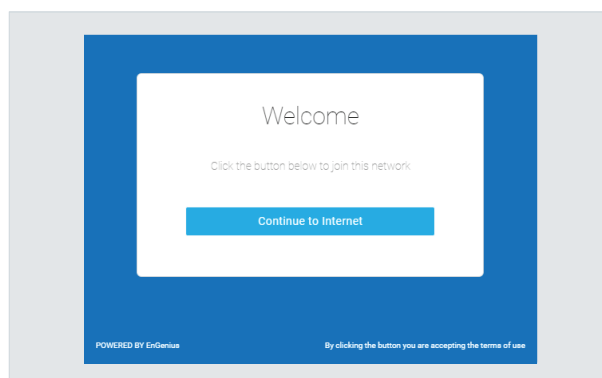 Welcome
Click the button below to join this network
Continue to Internet
POWERED BY EnGenius
By clicking the button you are accepting the terms of use